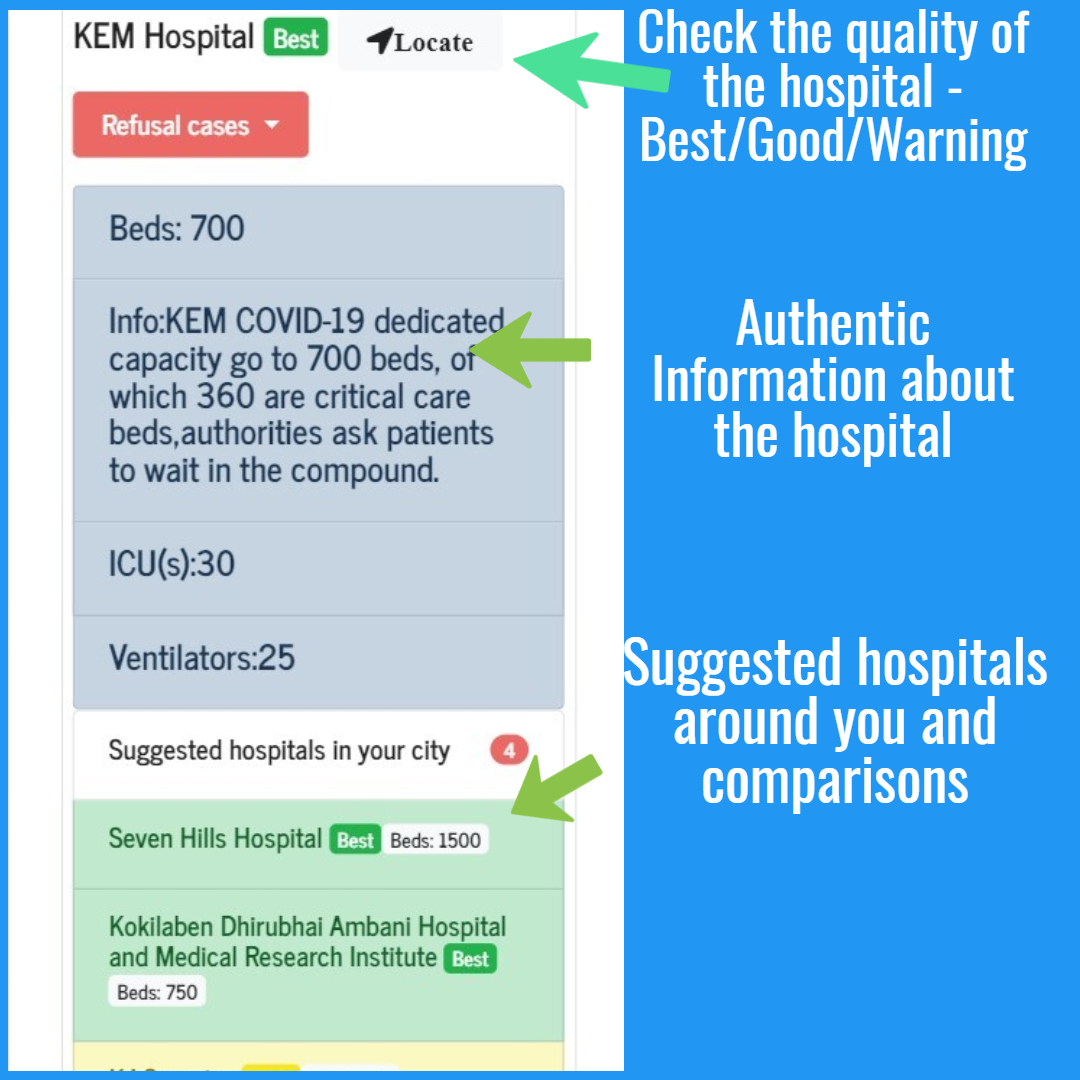 KEM Hospital Best Locate
Refusal cases
Beds: 700
Info:KEM COVID-19 dedicated
capacity go to 700 beds, of
which 360 are critical care
beds,authorities ask patients
to wait in the compound.
ICU(s):30
Ventilators:25
Suggested hospitals in your city 4
Seven Hills Hospital Best Beds: 1500
Kokilaben Dhirubhai Ambani Hospital
and Medical Research Institute Best
Beds: 750
Check the quality of
the hospital -
Best/Good/Warning
Authentic
Information about
the hospital
Suggested hospitals
around you and
comparisons